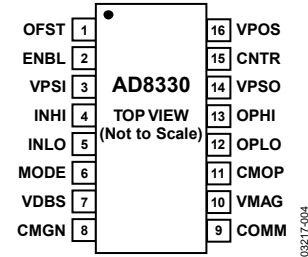 OFST 1 16 VPOS
ENBL 2 15 CNTR
VPSI 3 AD8330 14 VPSO
INHI 4 TOP VIEW 13 OPHI
INLO 5 (Not to Scale) 12 OPLO
MODE 6 11 CMOP
VDBS 7 10 VMAG
CMGN 8 9 COMM
03217-004